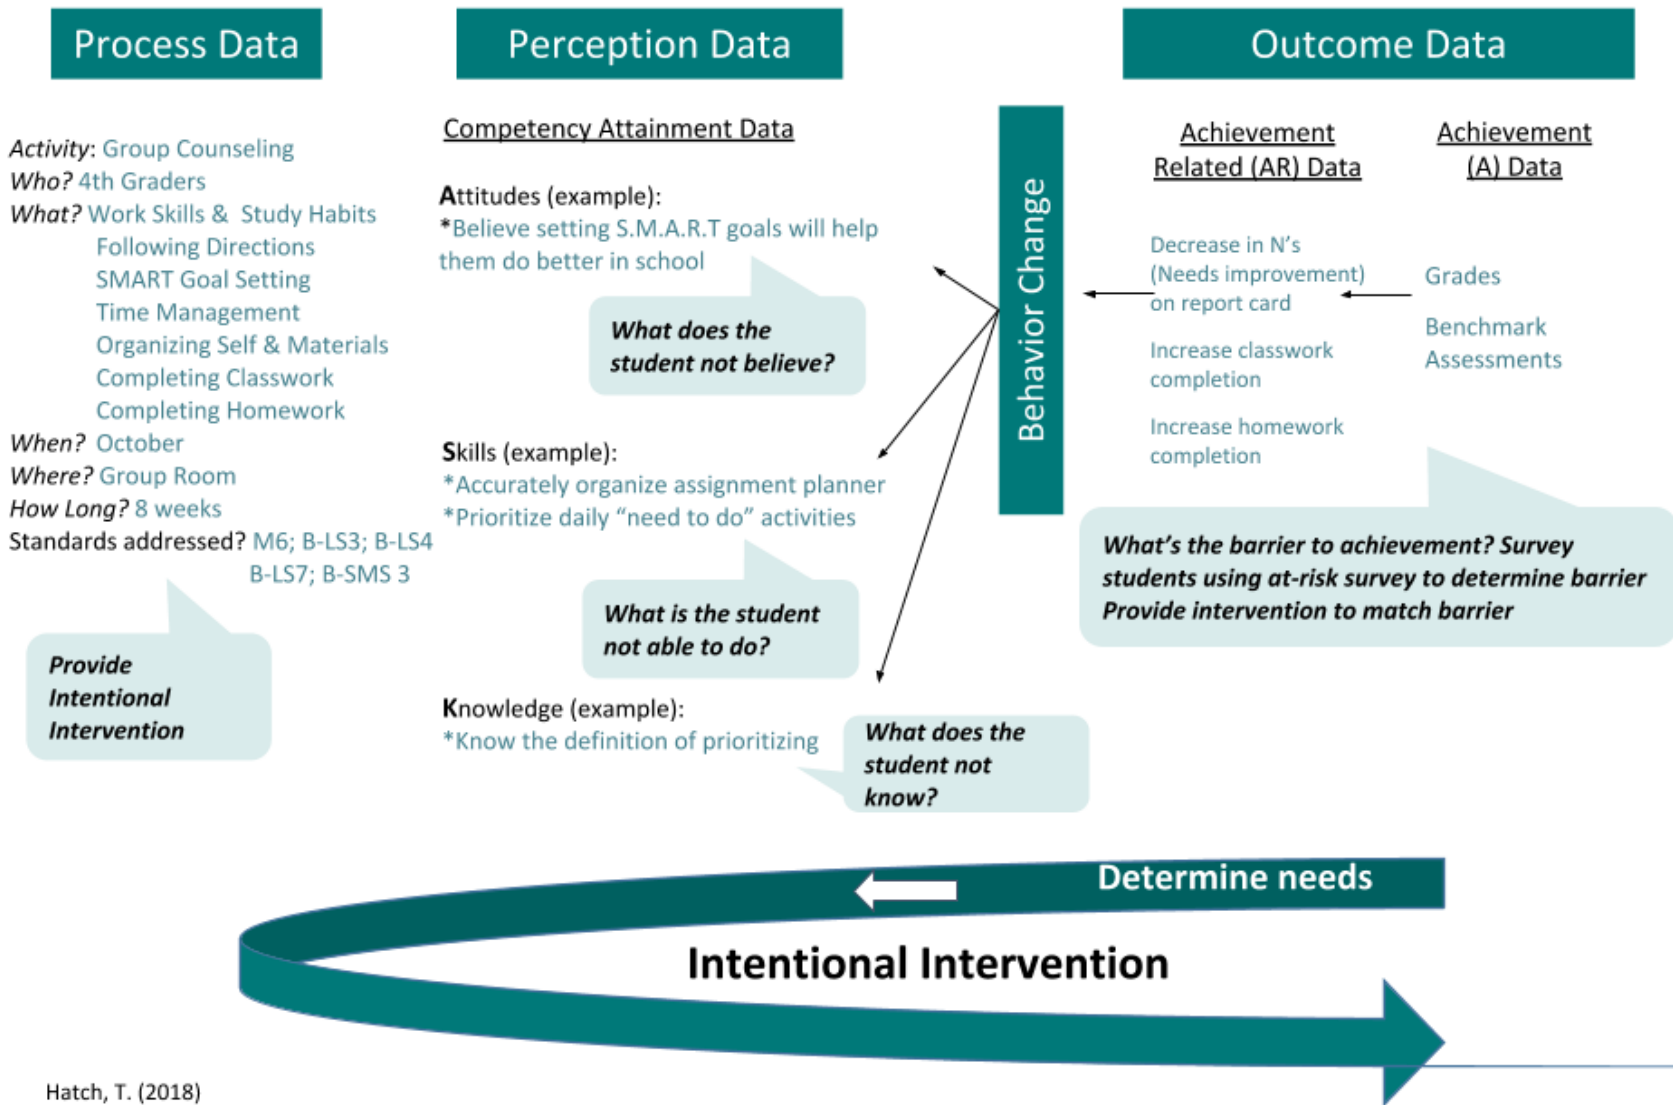 Process Data
Perception Data
Outcome Data
Activity: Group Counseling
Who? 4th Graders
What? Work Skills & Study Habits
Following Directions
SMART Goal Setting
Time Management
Organizing Self & Materials
Completing Classwork
Completing Homework
When? October
Where? Group Room
How Long? 8 weeks
Standards addressed? M6; B-LS3; B-LS4
B-LS7; B-SMS 3
Provide
Intentional
Intervention
Competency Attainment Data
Attitudes (example):
*Believe setting S.M.A.R.T goals will help
them do better in school
What does the
student not believe?
Skills (example):
*Accurately organize assignment planner
*Prioritize daily “need to do” activities
What is the student
not able to do?
Knowledge (example):
*Know the definition of prioritizing
What does the
student not
know?
Behavior Change
Achievement
Related (AR) Data
Decrease in N’s
(Needs improvement)
on report card
Increase classwork
completion
Increase homework
completion
Achievement
(A) Data
Grades
Benchmark
Assessments
What’s the barrier to achievement? Survey
students using at-risk survey to determine barrier
Provide intervention to match barrier
Determine needs
Intentional Intervention
Hatch, T. (2018)